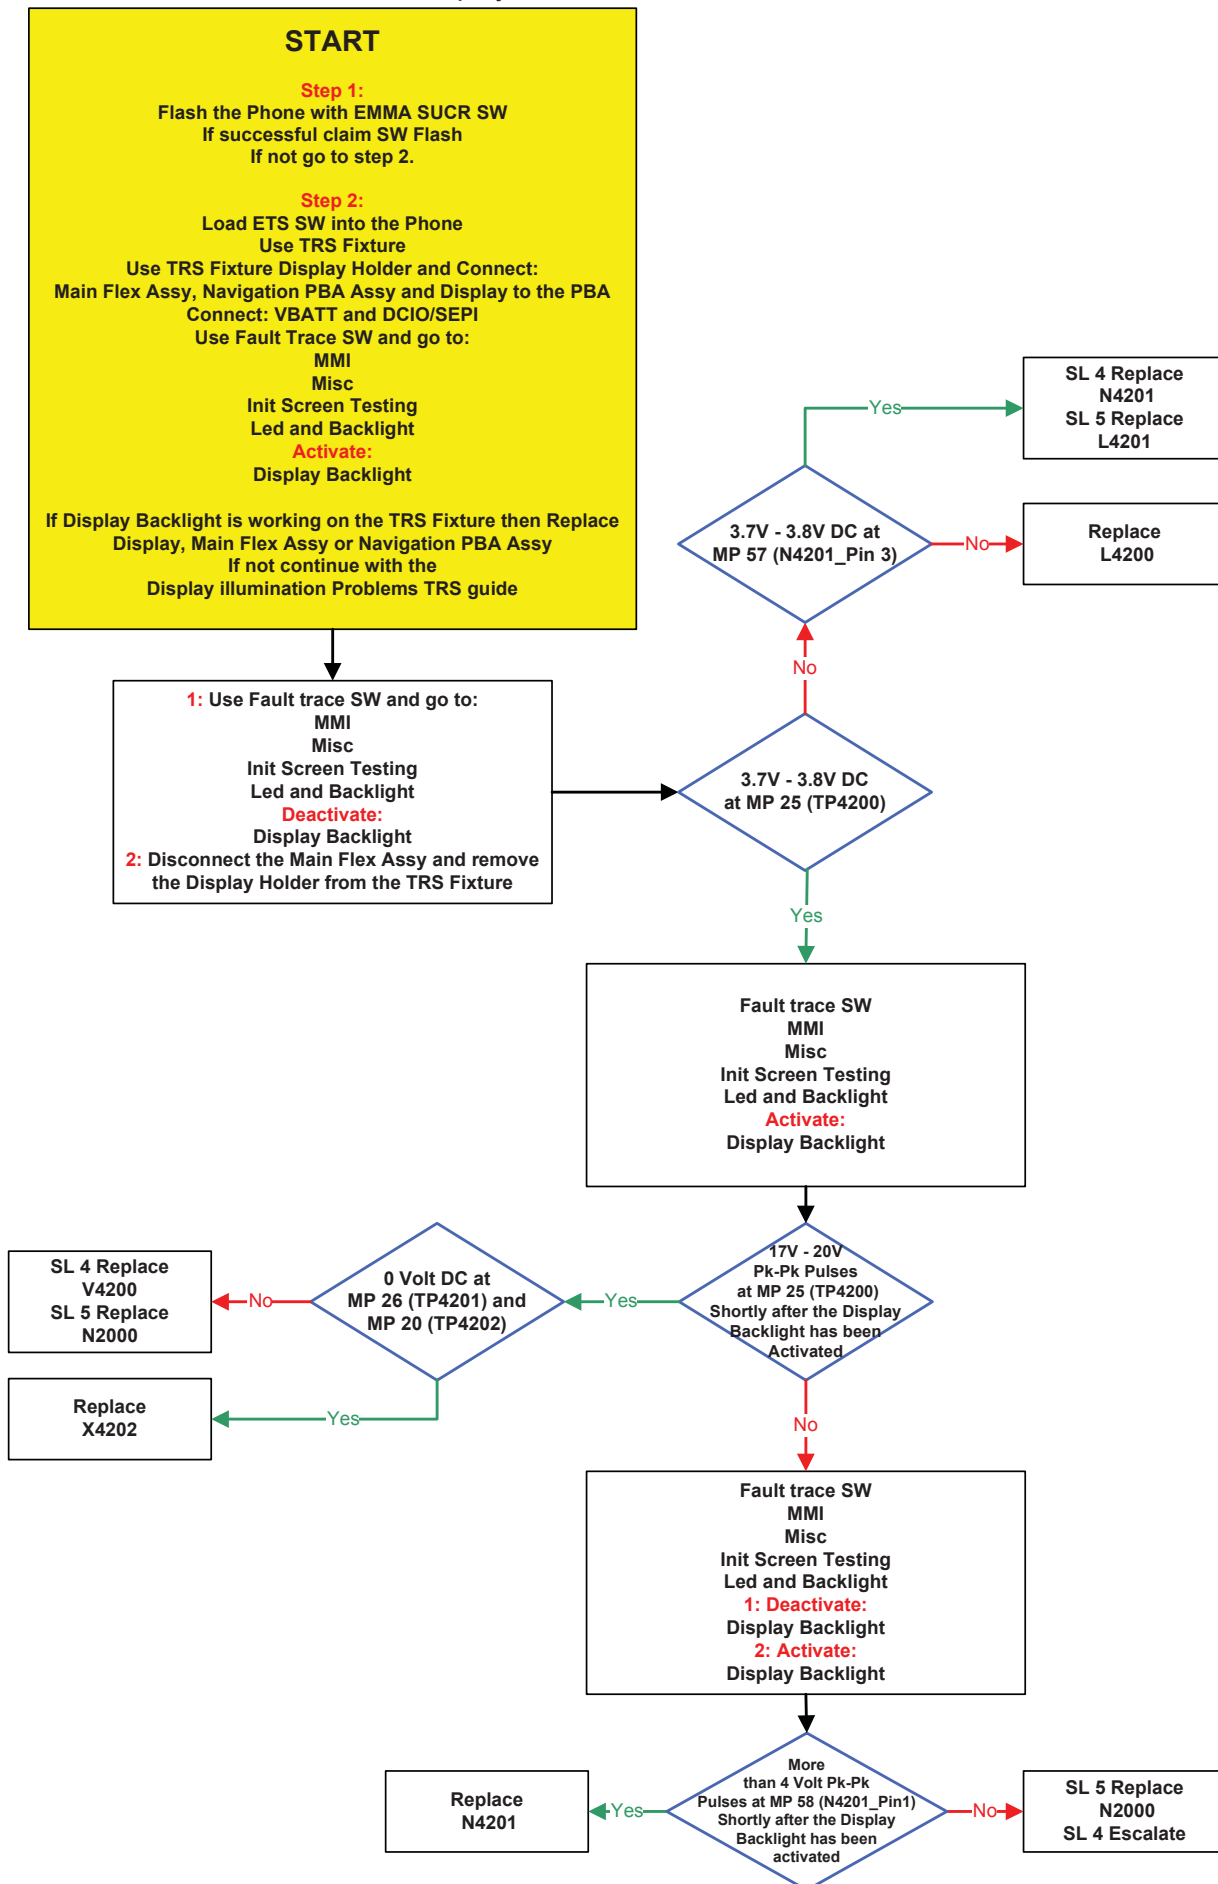 START
Step 1:
Flash the Phone with EMMA SUCR SW
If successful claim SW Flash
If not go to step 2.
Step 2:
Load ETS SW into the Phone
Use TRS Fixture
Use TRS Fixture Display Holder and Connect:
Main Flex Assy, Navigation PBA Assy and Display to the PBA
Connect: VBATT and DCIO/SEPI
Use Fault Trace SW and go to:
MMI
Misc
Init Screen Testing
Led and Backlight
Activate:
Display Backlight
If Display Backlight is working on the TRS Fixture then Replace
Display, Main Flex Assy or Navigation PBA Assy
If not continue with the
Display illumination Problems TRS guide
SL 4 Replace
N4201
SL 5 Replace
L4201
Yes
3.7V - 3.8V DC at
MP 57 (N4201_Pin 3)
No
Replace
L4200
No
1: Use Fault trace SW and go to:
MMI
Misc
Init Screen Testing
Led and Backlight
Deactivate:
Display Backlight
2: Disconnect the Main Flex Assy and remove
the Display Holder from the TRS Fixture
3.7V - 3.8V DC
at MP 25 (TP4200)
Yes
Fault trace SW
MMI
Misc
Init Screen Testing
Led and Backlight
Activate:
Display Backlight
17V - 20V
Pk-Pk Pulses
at MP 25 (TP4200)
Shortly after the Display
Backlight has been
Activated
Yes
0 Volt DC at
MP 26 (TP4201) and
MP 20 (TP4202)
No
SL 4 Replace
V4200
SL 5 Replace
N2000
Yes
Replace
X4202
No
Fault trace SW
MMI
Misc
Init Screen Testing
Led and Backlight
1: Deactivate:
Display Backlight
2: Activate:
Display Backlight
More
than 4 Volt Pk-Pk
Pulses at MP 58 (N4201_Pin1)
Shortly after the Display
Backlight has been
activated
Yes
Replace
N4201
No
SL 5 Replace
N2000
SL 4 Escalate